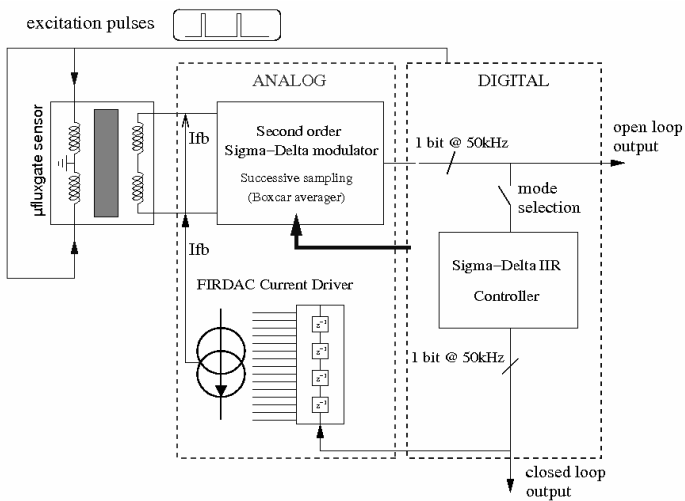 excitation pulses
ANALOG
DIGITAL
µfluxgate sensor
Ifb
Second order
Sigma-Delta modulator
Successive sampling
(Boxcar averager)
1 bit @ 50kHz
open loop
output
mode
selection
Ifb
Sigma-Delta IIR
Controller
FIRDAC Current Driver
z⁻¹
z⁻¹
z⁻¹
z⁻¹
1 bit @ 50kHz
closed loop
output